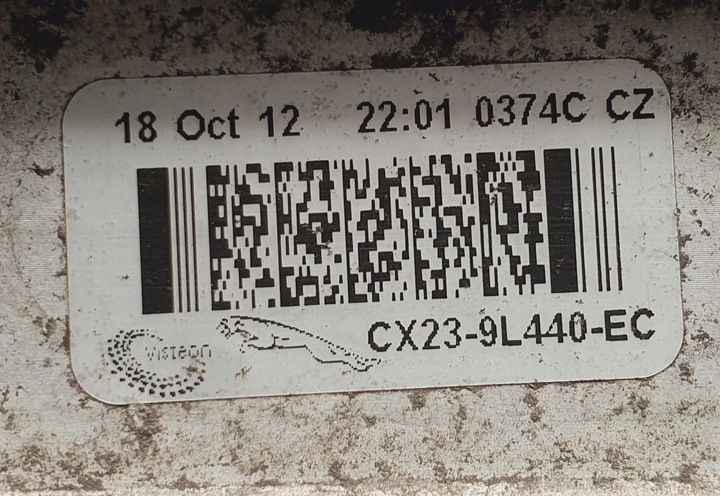 18 Oct 12 22:01 0374C CZ
CX23-9L440-EC
Visteon